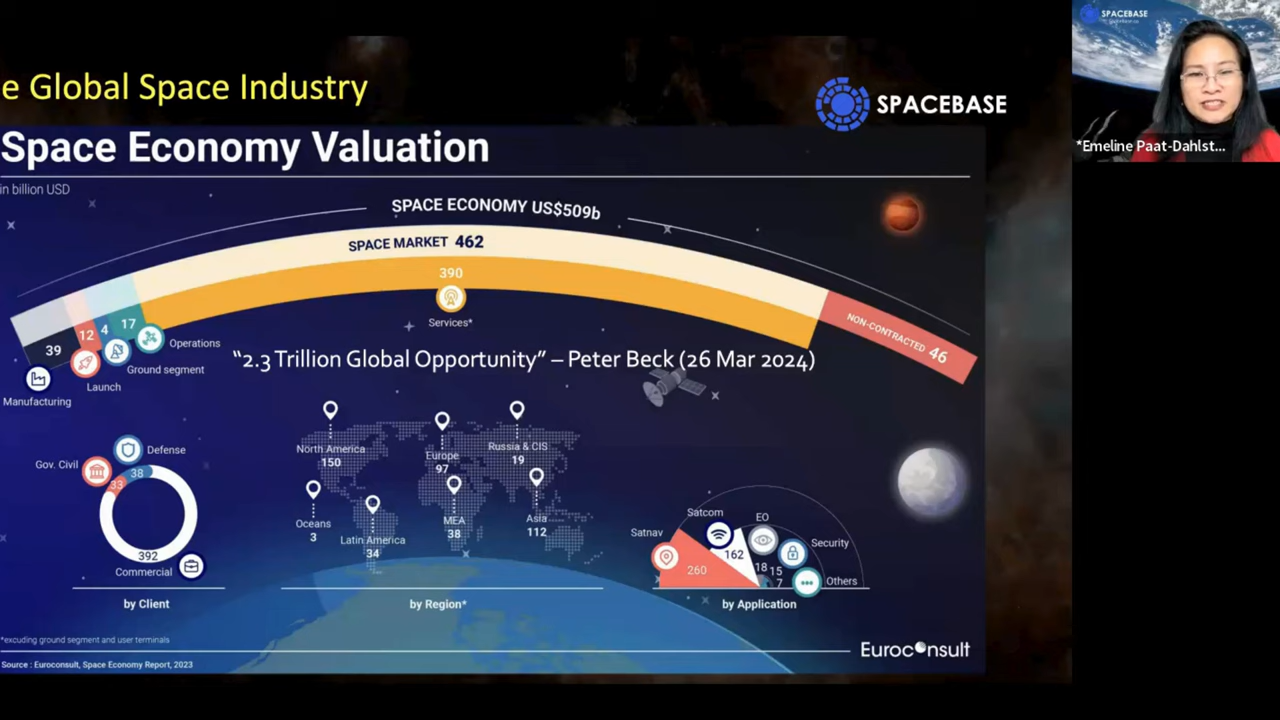 e Global Space Industry
SPACEBASE
SPACEBASE
*Emeline Paat-Dahlst...
Space Economy Valuation
in billion USD
SPACE ECONOMY US$509b
SPACE MARKET 462
390
Services*
39
12
4
17
Operations
Ground segment
Launch
Manufacturing
NON-CONTRACTED 46
“2.3 Trillion Global Opportunity” – Peter Beck (26 Mar 2024)
Defense
Gov. Civil
38
33
392
Commercial
by Client
North America
150
Europe
97
Russia & CIS
19
Oceans
3
Latin America
34
MEA
38
Asia
112
by Region*
Satnav
260
Satcom
162
EO
18
Security
15
Others
7
by Application
*excuding ground segment and user terminals
Source : Euroconsult, Space Economy Report, 2023
Euroconsult